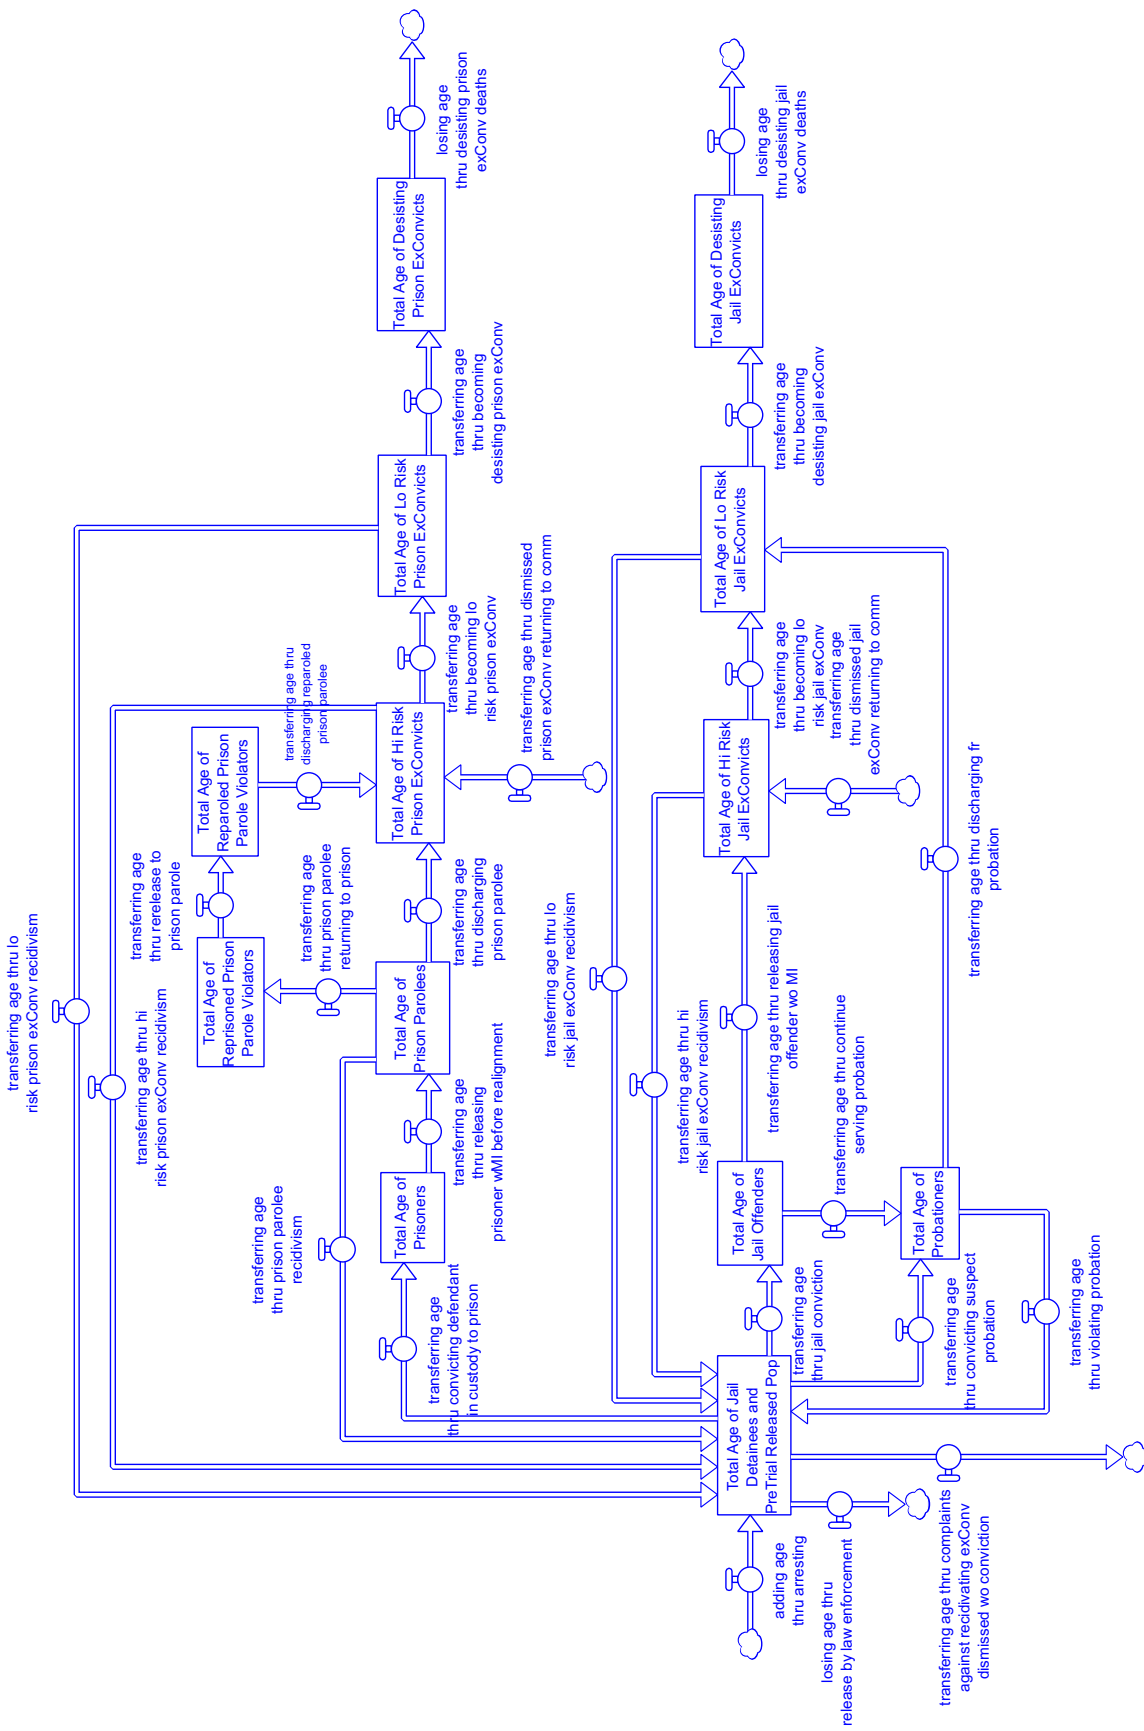 transferring age thru lo
risk prison exConv recidivism
transferring age thru hi
risk prison exConv recidivism
transferring age
thru rerelease to
prison parole
Total Age of
Reprisoned Prison
Parole Violators
Total Age of
Reparoled Prison
Parole Violators
transferring age thru
discharging reparoled
prison parolee
transferring age
thru prison parolee
returning to prison
transferring age
thru prison parolee
recidivism
Total Age of
Prisoners
Total Age of
Prison Parolees
Total Age of Hi Risk
Prison ExConvicts
Total Age of Lo Risk
Prison ExConvicts
Total Age of Desisting
Prison ExConvicts
losing age
thru desisting prison
exConv deaths
transferring age
thru convicting defendant
in custody to prison
transferring age
thru releasing
prisoner wMI before realignment
transferring age
thru discharging
prison parolee
transferring age
thru becoming lo
risk prison exConv
transferring age
thru becoming
desisting prison exConv
transferring age thru dismissed
prison exConv returning to comm
transferring age thru lo
risk jail exConv recidivism
transferring age thru hi
risk jail exConv recidivism
Total Age of Jail
Detainees and
PreTrial Released Pop
Total Age of
Jail Offenders
Total Age of Hi Risk
Jail ExConvicts
Total Age of Lo Risk
Jail ExConvicts
Total Age of Desisting
Jail ExConvicts
losing age
thru desisting jail
exConv deaths
adding age
thru arresting
transferring age
thru jail conviction
transferring age thru releasing jail
offender wo MI
transferring age
thru becoming lo
risk jail exConv
transferring age
thru becoming
desisting jail exConv
transferring age
thru dismissed jail
exConv returning to comm
losing age thru
release by law enforcement
transferring age thru continue
serving probation
Total Age of
Probationers
transferring age
thru convicting suspect
probation
transferring age thru discharging fr
probation
transferring age thru complaints
against recidivating exConv
dismissed wo conviction
transferring age
thru violating probation